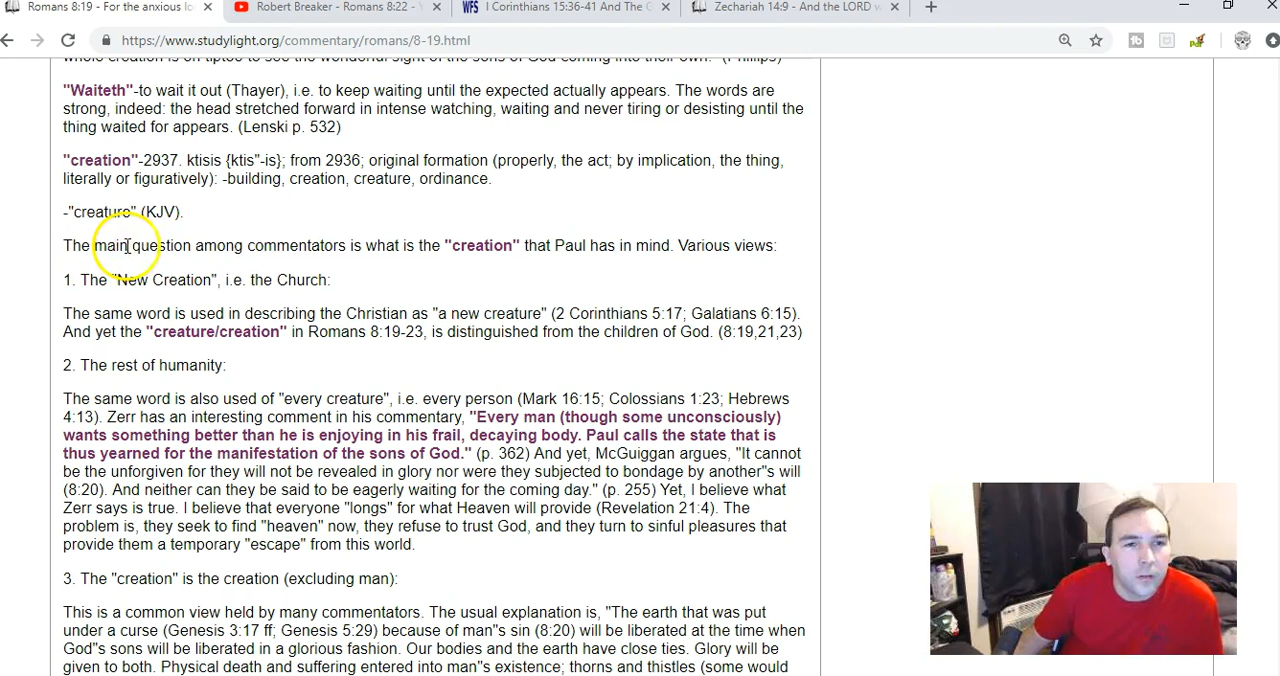 Romans 8:19 - For the anxious lo
Robert Breaker - Romans 8:22 - Y
WFS I Corinthians 15:36-41 And The G
Zechariah 14:9 - And the LORD w
https://www.studylight.org/commentary/romans/8-19.html
whole creation is on tiptoe to see the wonderful sight of the sons of God coming into their own." (Phillips)
"Waiteth"-to wait it out (Thayer), i.e. to keep waiting until the expected actually appears. The words are
strong, indeed: the head stretched forward in intense watching, waiting and never tiring or desisting until the
thing waited for appears. (Lenski p. 532)
"creation"-2937. ktisis {ktis"-is}; from 2936; original formation (properly, the act; by implication, the thing,
literally or figuratively): -building, creation, creature, ordinance.
-"creature" (KJV).
The main question among commentators is what is the "creation" that Paul has in mind. Various views:
1. The "New Creation", i.e. the Church:
The same word is used in describing the Christian as "a new creature" (2 Corinthians 5:17; Galatians 6:15).
And yet the "creature/creation" in Romans 8:19-23, is distinguished from the children of God. (8:19,21,23)
2. The rest of humanity:
The same word is also used of "every creature", i.e. every person (Mark 16:15; Colossians 1:23; Hebrews
4:13). Zerr has an interesting comment in his commentary, "Every man (though some unconsciously)
wants something better than he is enjoying in his frail, decaying body. Paul calls the state that is
thus yearned for the manifestation of the sons of God." (p. 362) And yet, McGuiggan argues, "It cannot
be the unforgiven for they will not be revealed in glory nor were they subjected to bondage by another"s will
(8:20). And neither can they be said to be eagerly waiting for the coming day." (p. 255) Yet, I believe what
Zerr says is true. I believe that everyone "longs" for what Heaven will provide (Revelation 21:4). The
problem is, they seek to find "heaven" now, they refuse to trust God, and they turn to sinful pleasures that
provide them a temporary "escape" from this world.
3. The "creation" is the creation (excluding man):
This is a common view held by many commentators. The usual explanation is, "The earth that was put
under a curse (Genesis 3:17 ff; Genesis 5:29) because of man"s sin (8:20) will be liberated at the time when
God"s sons will be liberated in a glorious fashion. Our bodies and the earth have close ties. Glory will be
given to both. Physical death and suffering entered into man"s existence; thorns and thistles (some would